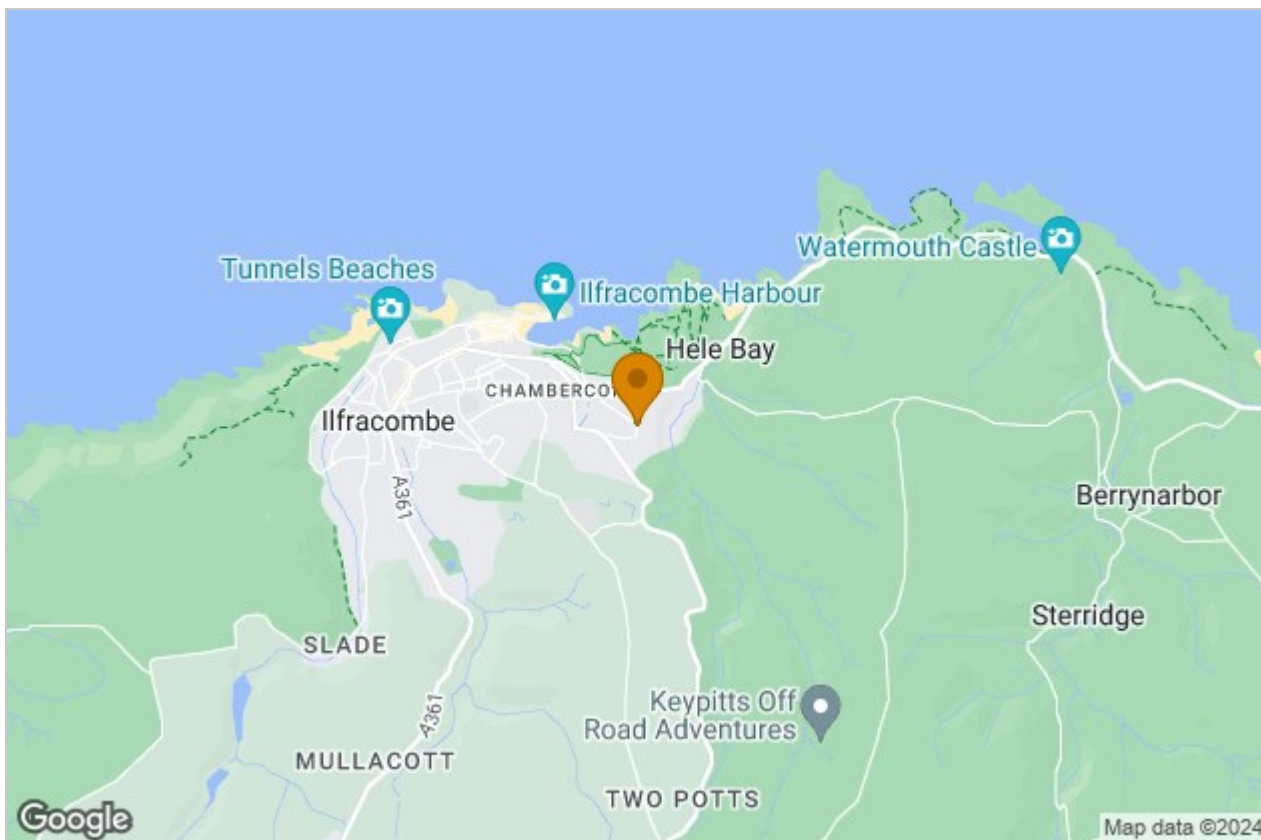 Tunnels Beaches
Watermouth Castle
Ilfracombe Harbour
Hele Bay
Ilfracombe
A361
Berrynarbor
SLADE
Sterridge
Keypitts Off
Road Adventures
A361
MULLACOTT
TWO POTTS
Google
Map data ©2024